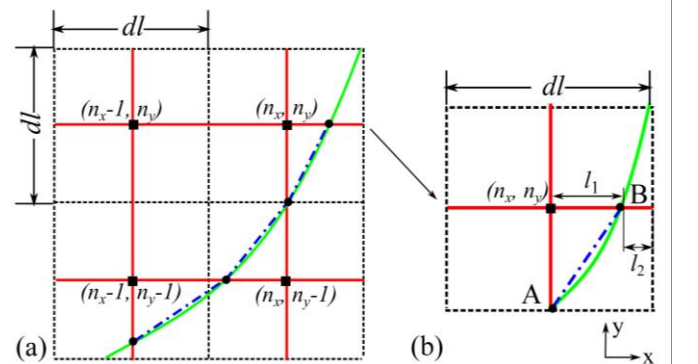 dl
dl
(nx-1, ny)
(nx, ny)
(nx-1, ny-1)
(nx, ny-1)
(a)
dl
(nx, ny)
l1
B
l2
A
(b)
y
x